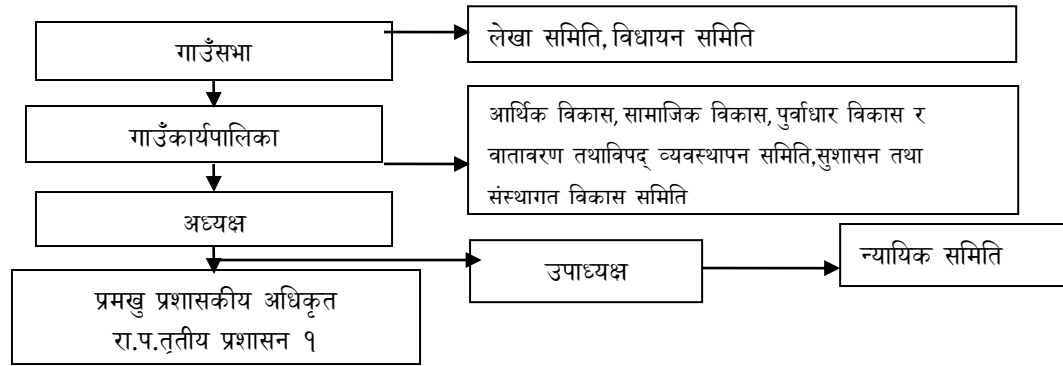 गाउँसभा
लेखा समिति, विधायन समिति
गाउँकार्यपालिका
आर्थिक विकास, सामाजिक विकास, पुर्वाधार विकास र
वातावरण तथाविपद् व्यवस्थापन समिति,सुशासन तथा
संस्थागत विकास समिति
अध्यक्ष
उपाध्यक्ष
न्यायिक समिति
प्रमखु प्रशासकीय अधिकृत
रा.प.तृतीय प्रशासन १